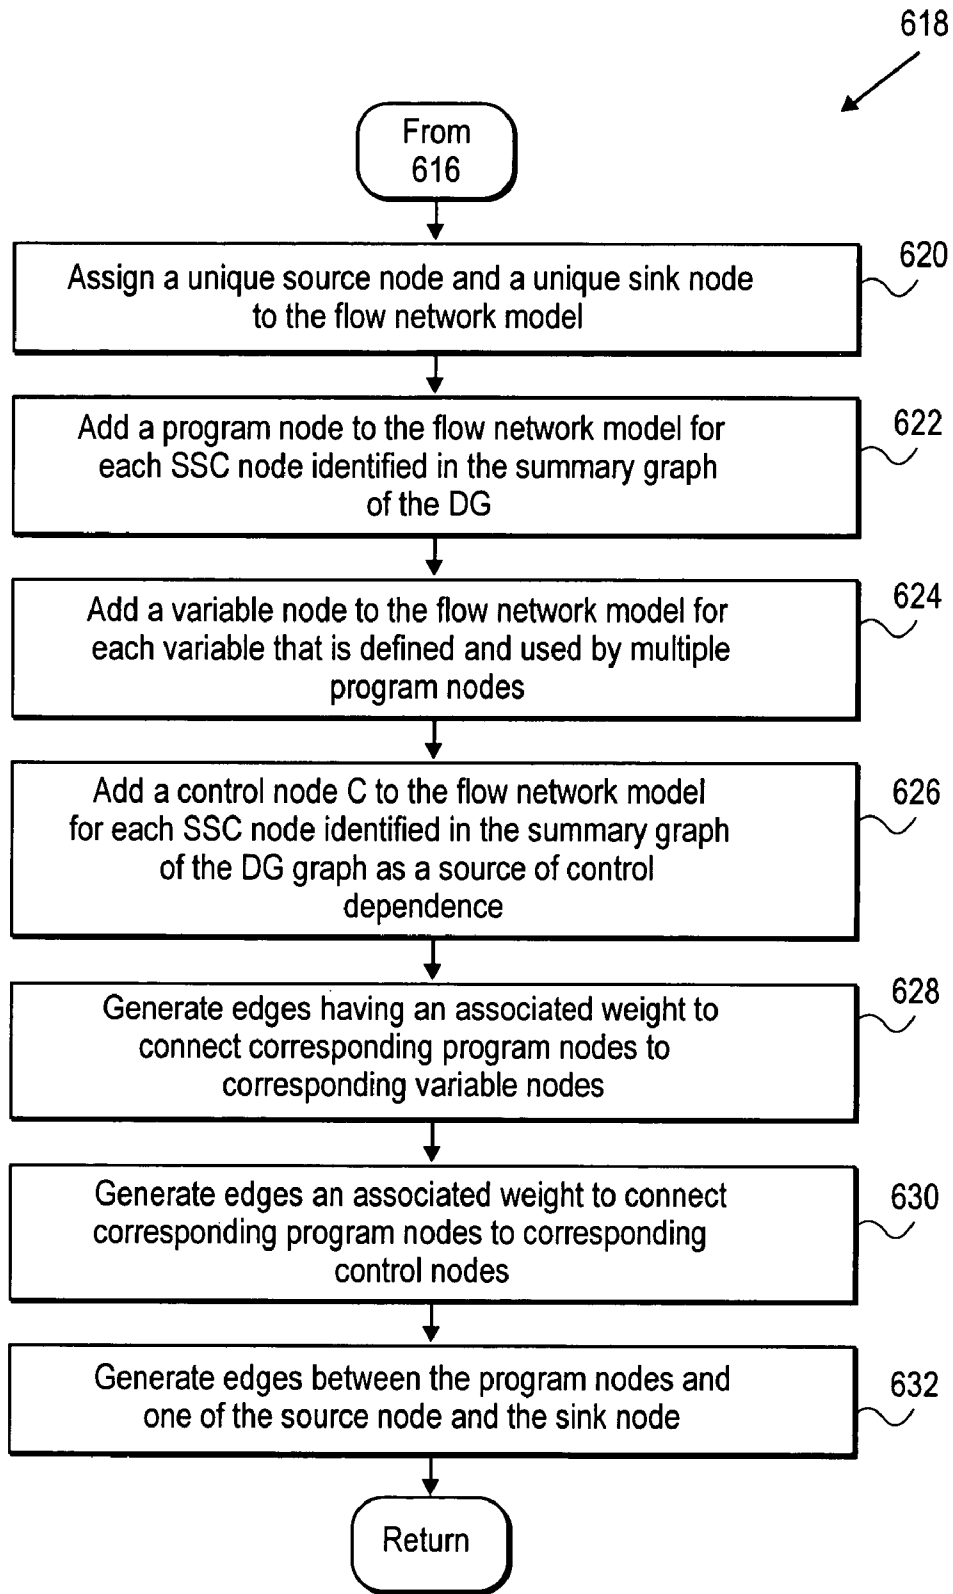 618
From
616
Assign a unique source node and a unique sink node
to the flow network model
620
Add a program node to the flow network model for
each SSC node identified in the summary graph
of the DG
622
Add a variable node to the flow network model for
each variable that is defined and used by multiple
program nodes
624
Add a control node C to the flow network model
for each SSC node identified in the summary graph
of the DG graph as a source of control
dependence
626
Generate edges having an associated weight to
connect corresponding program nodes to
corresponding variable nodes
628
Generate edges an associated weight to connect
corresponding program nodes to corresponding
control nodes
630
Generate edges between the program nodes and
one of the source node and the sink node
632
Return